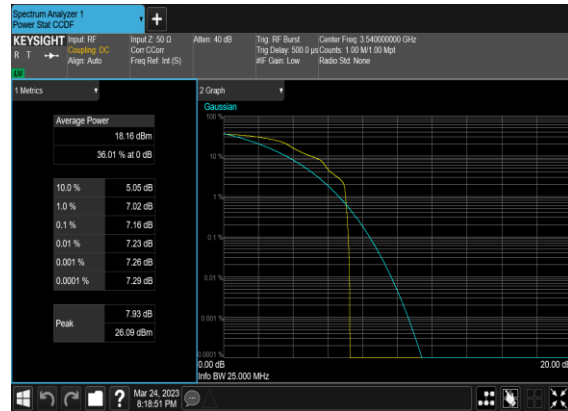 Spectrum Analyzer 1
Power Stat CCDF
KEYSIGHT
R T
LXI
Input: RF
Coupling: DC
Align: Auto
Input Z: 50 Ω
Corr CCorr
Freq Ref: Int (S)
Atten: 40 dB
Trig: RF Burst
Trig Delay: 500.0 µs
#IF Gain: Low
Center Freq: 3.540000000 GHz
Counts: 1.00 M/1.00 Mpt
Radio Std: None
1 Metrics
Average Power
18.16 dBm
36.01 % at 0 dB
10.0 % 5.05 dB
1.0 % 7.02 dB
0.1 % 7.16 dB
0.01 % 7.23 dB
0.001 % 7.26 dB
0.0001 % 7.29 dB
Peak 7.93 dB
26.09 dBm
2 Graph
Gaussian
100 %
10 %
1 %
0.1 %
0.01 %
0.001 %
0.0001 %
0.00 dB 20.00 dB
Info BW 25.000 MHz
?
Mar 24, 2023
8:18:51 PM